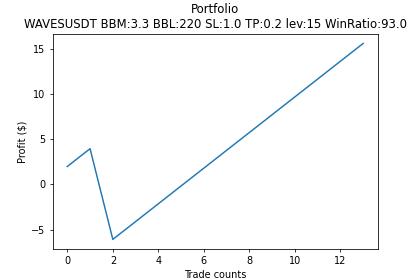 Portfolio
WAVESUSDT BBM:3.3 BBL:220 SL:1.0 TP:0.2 lev:15 WinRatio:93.0
15
10
5
0
−5
Profit ($)
0 2 4 6 8 10 12
Trade counts